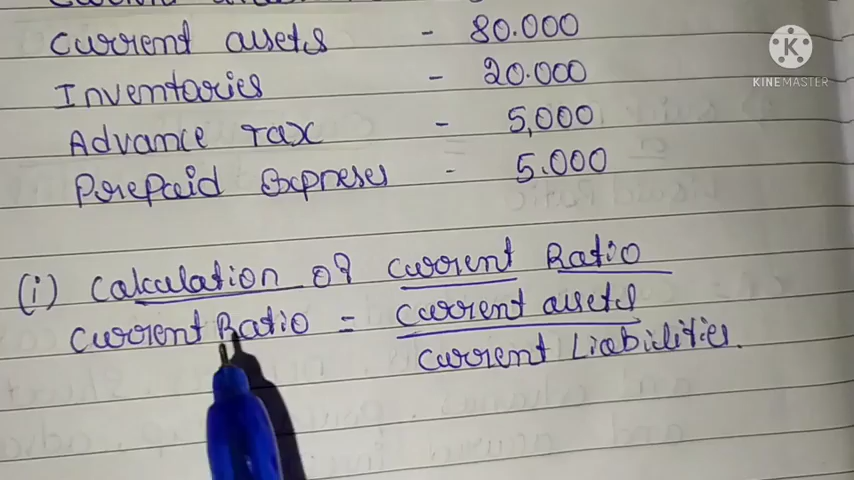 Current assets - 80.000
Inventories - 20.000
Advance Tax - 5,000
Prepaid Expneses - 5.000
(i) Calculation of Current Ratio
Current Ratio = Current assets
Current Liabilities.
K
KINEMASTER